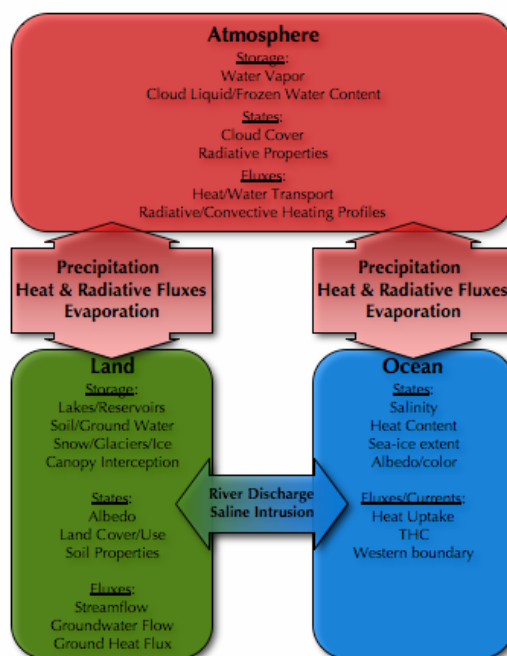 Atmosphere
Storage:
Water Vapor
Cloud Liquid/Frozen Water Content
States:
Cloud Cover
Radiative Properties
Fluxes:
Heat/Water Transport
Radiative/Convective Heating Profiles
Precipitation
Heat & Radiative Fluxes
Evaporation
Precipitation
Heat & Radiative Fluxes
Evaporation
Land
Storage:
Lakes/Reservoirs
Soil/Ground Water
Snow/Glaciers/Ice
Canopy Interception
States:
Albedo
Land Cover/Use
Soil Properties
Fluxes:
Streamflow
Groundwater Flow
Ground Heat Flux
River Discharge
Saline Intrusion
Ocean
States:
Salinity
Heat Content
Sea-ice extent
Albedo/color
Fluxes/Currents:
Heat Uptake
THC
Western boundary